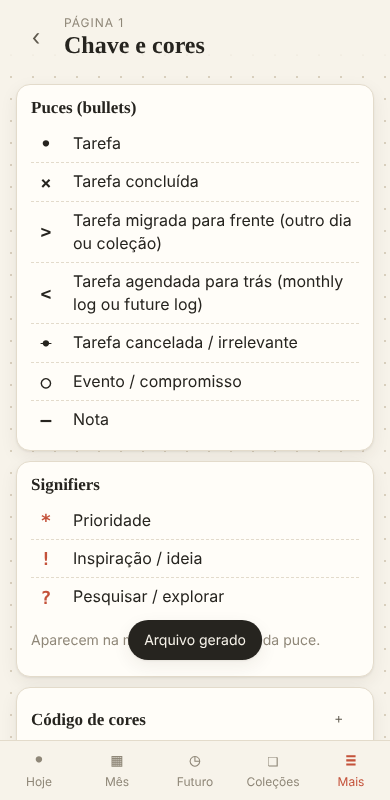 PÁGINA 1
Chave e cores
Puces (bullets)
• Tarefa
× Tarefa concluída
> Tarefa migrada para frente (outro dia
ou coleção)
< Tarefa agendada para trás (monthly
log ou future log)
Tarefa cancelada / irrelevante
○ Evento / compromisso
– Nota
Signifiers
* Prioridade
! Inspiração / ideia
? Pesquisar / explorar
Aparecem na
da puce.
Arquivo gerado
Código de cores
+
Hoje
Mês
Futuro
Coleções
Mais